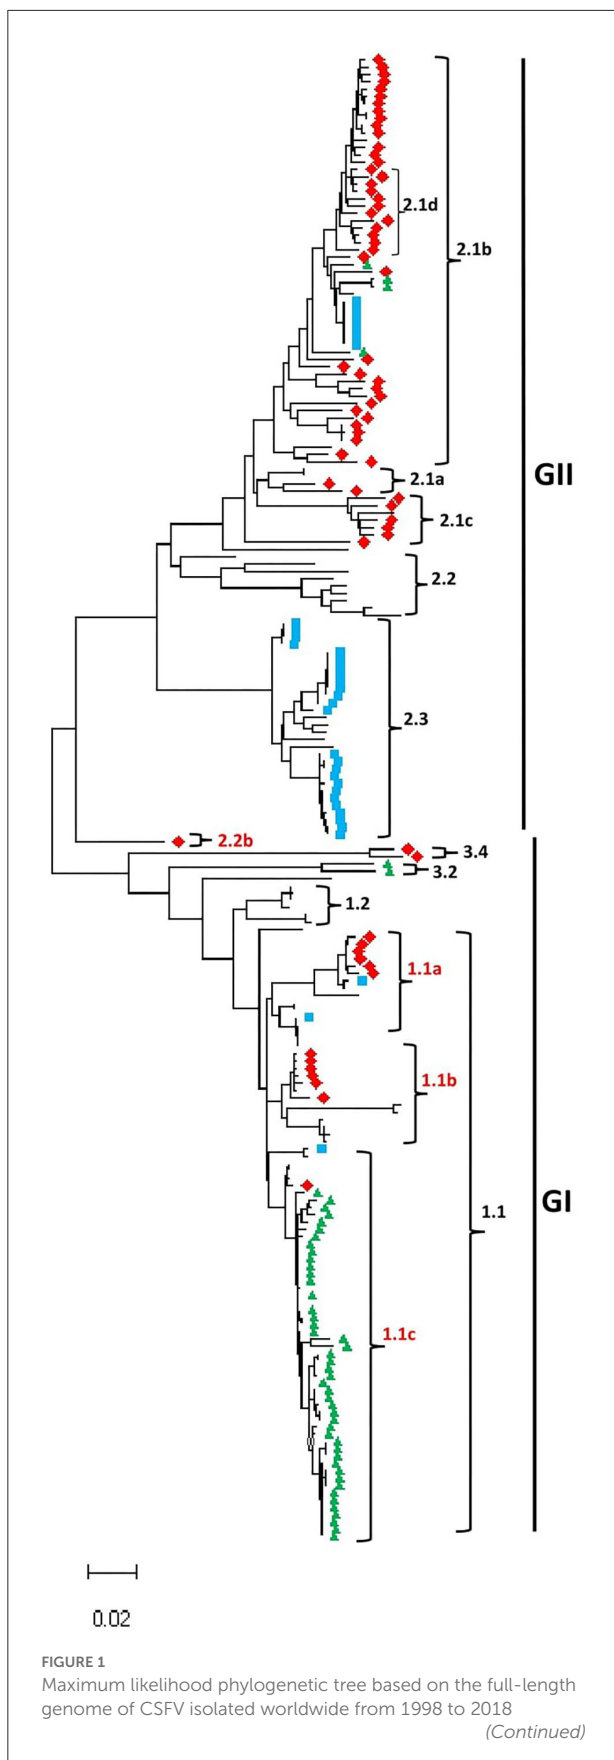 2.1d
2.1b
2.1a
GII
2.1c
2.2
2.3
2.2b
3.4
3.2
1.2
1.1a
1.1b
1.1
GI
1.1c
0.02
FIGURE 1
Maximum likelihood phylogenetic tree based on the full-length
genome of CSFV isolated worldwide from 1998 to 2018
(Continued)